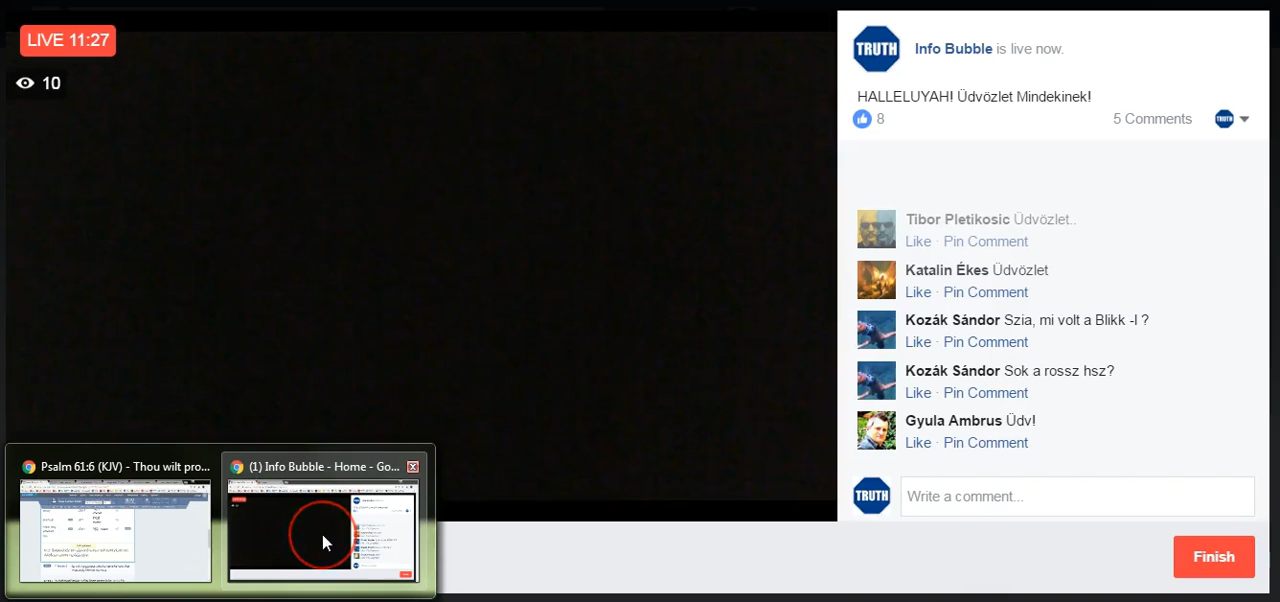 LIVE 11:27
10
TRUTH
Info Bubble is live now.
HALLELUYAH! Üdvözlet Mindekinek!
8
5 Comments
TRUTH
Tibor Pletikosic Üdvözlet..
Like · Pin Comment
Katalin Ékes Üdvözlet
Like · Pin Comment
Kozák Sándor Szia, mi volt a Blikk -l ?
Like · Pin Comment
Kozák Sándor Sok a rossz hsz?
Like · Pin Comment
Gyula Ambrus Üdv!
Like · Pin Comment
TRUTH
Write a comment...
Psalm 61:6 (KJV) - Thou wilt pro...
(1) Info Bubble - Home - Go...
Finish